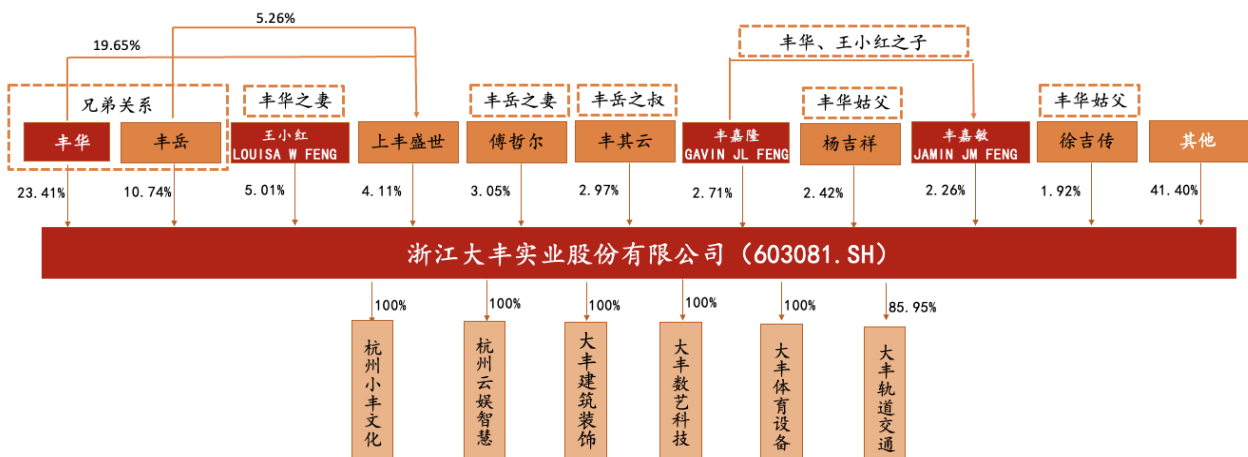 5.26%
19.65%
丰华、王小红之子
兄弟关系
丰华之妻
丰岳之妻
丰岳之叔
丰华姑父
丰华姑父
丰华
丰岳
王小红
LOUISA W FENG
上丰盛世
傅哲尔
丰其云
丰嘉隆
GAVIN JL FENG
杨吉祥
丰嘉敏
JAMIN JM FENG
徐吉传
其他
23.41%
10.74%
5.01%
4.11%
3.05%
2.97%
2.71%
2.42%
2.26%
1.92%
41.40%
浙江大丰实业股份有限公司（603081.SH）
100%
100%
100%
100%
100%
85.95%
杭州小丰文化
杭州云娱智慧
大丰建筑装饰
大丰数艺科技
大丰体育设备
大丰轨道交通